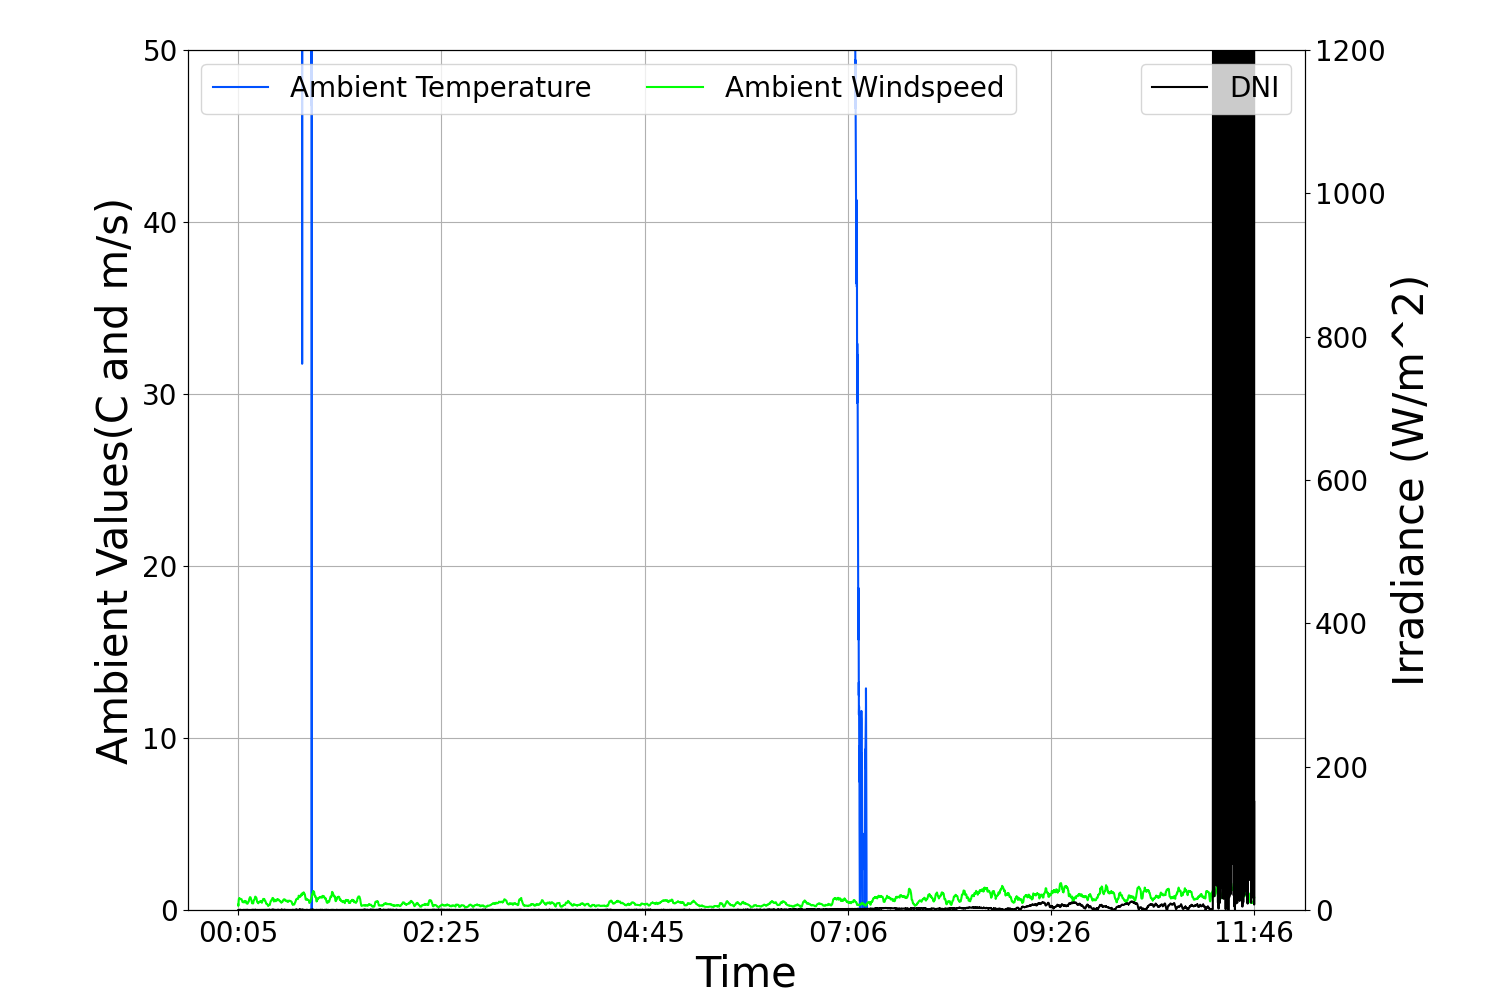 Ambient Temperature
Ambient Windspeed
DNI
50
40
30
20
10
0
Ambient Values(C and m/s)
1200
1000
800
600
400
200
0
Irradiance (W/m^2)
00:05 02:25 04:45 07:06 09:26 11:46
Time